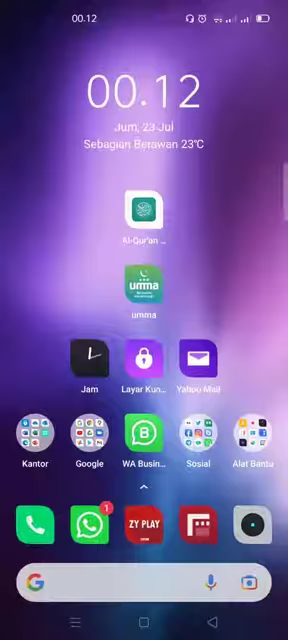 00.12
00.12
Jum, 23 Jul
Sebagian Berawan 23°C
Al-Qur'an ...
umma
umma
Jam
Layar Kun...
Yahoo Mail
Kantor
Google
WA Busin...
Sosial
Alat Bantu
1
ZY PLAY